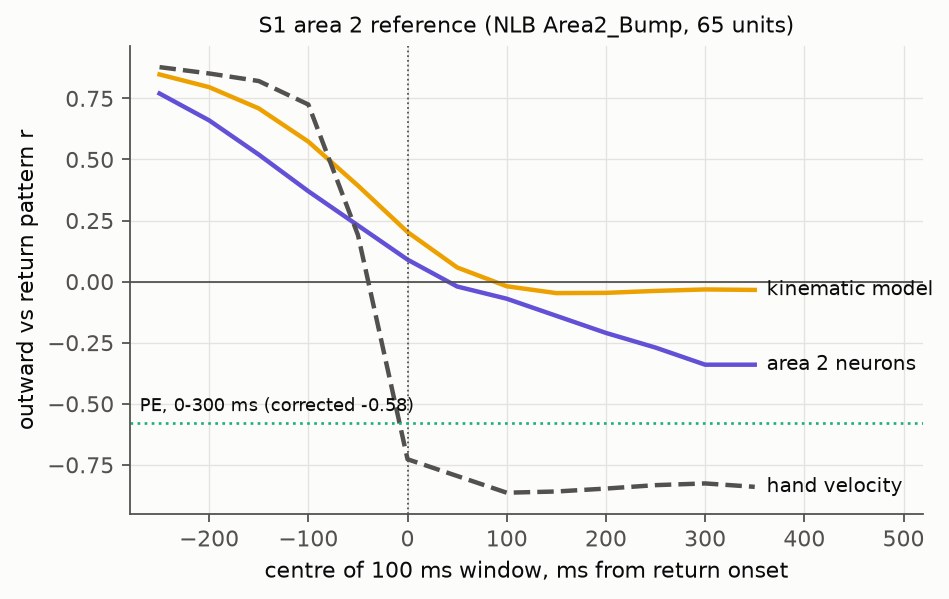 S1 area 2 reference (NLB Area2_Bump, 65 units)
outward vs return pattern r
0.75
0.50
0.25
0.00
−0.25
−0.50
−0.75
kinematic model
area 2 neurons
PE, 0-300 ms (corrected -0.58)
hand velocity
−200
−100
0
100
200
300
400
500
centre of 100 ms window, ms from return onset